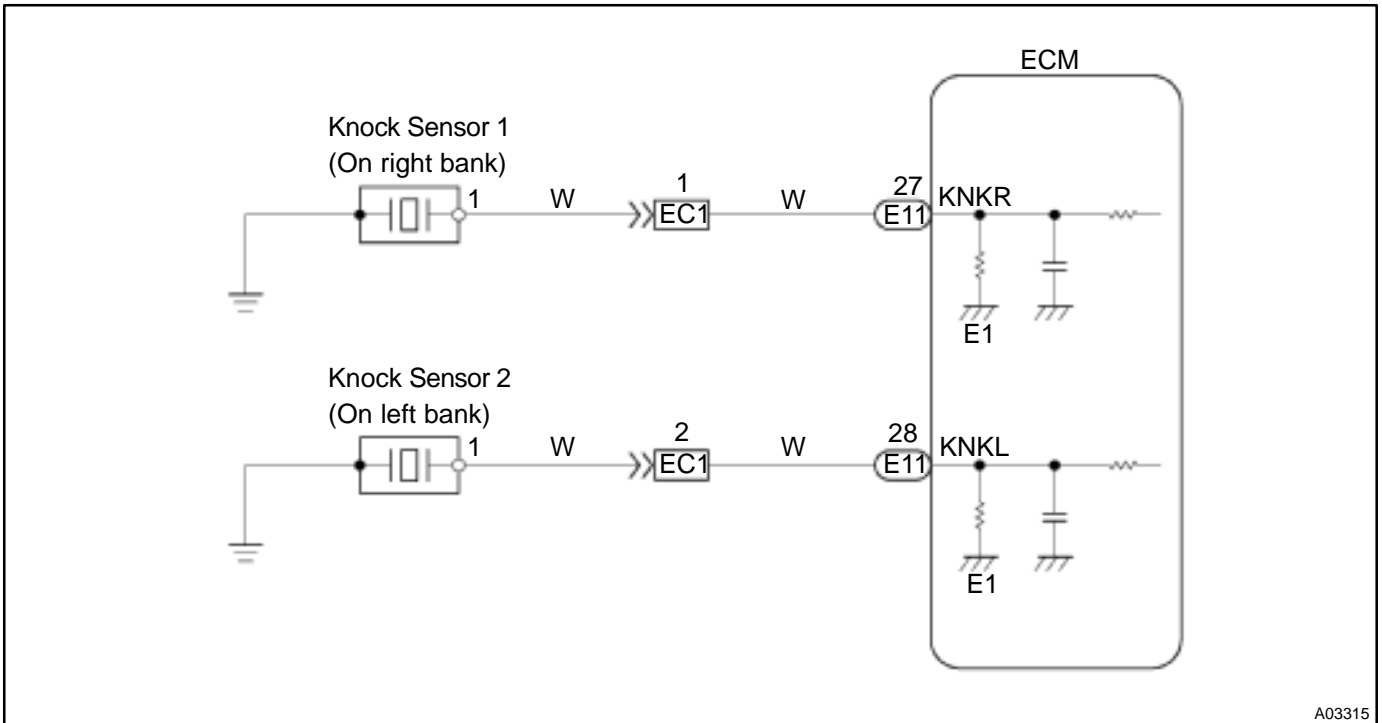 ECM
Knock Sensor 1
(On right bank)
1
W
1
EC1
W
27
E11
KNKR
E1
Knock Sensor 2
(On left bank)
1
W
2
EC1
W
28
E11
KNKL
E1
A03315